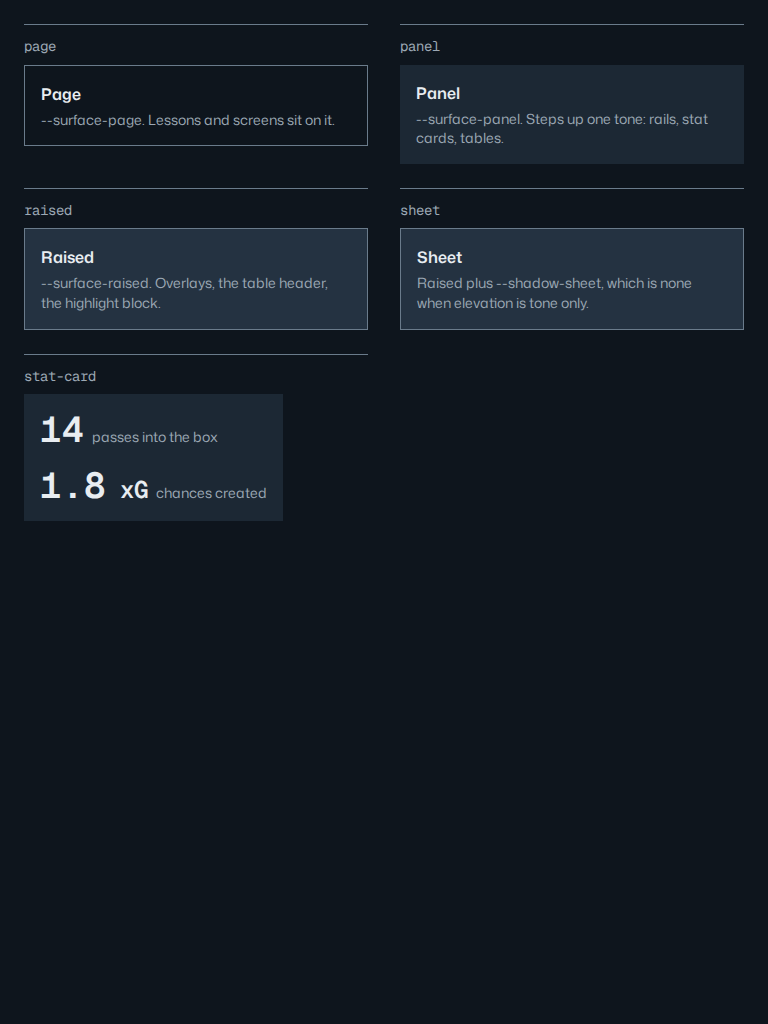 page
Page
--surface-page. Lessons and screens sit on it.
panel
Panel
--surface-panel. Steps up one tone: rails, stat
cards, tables.
raised
Raised
--surface-raised. Overlays, the table header,
the highlight block.
sheet
Sheet
Raised plus --shadow-sheet, which is none
when elevation is tone only.
stat-card
14 passes into the box
1.8 xG chances created